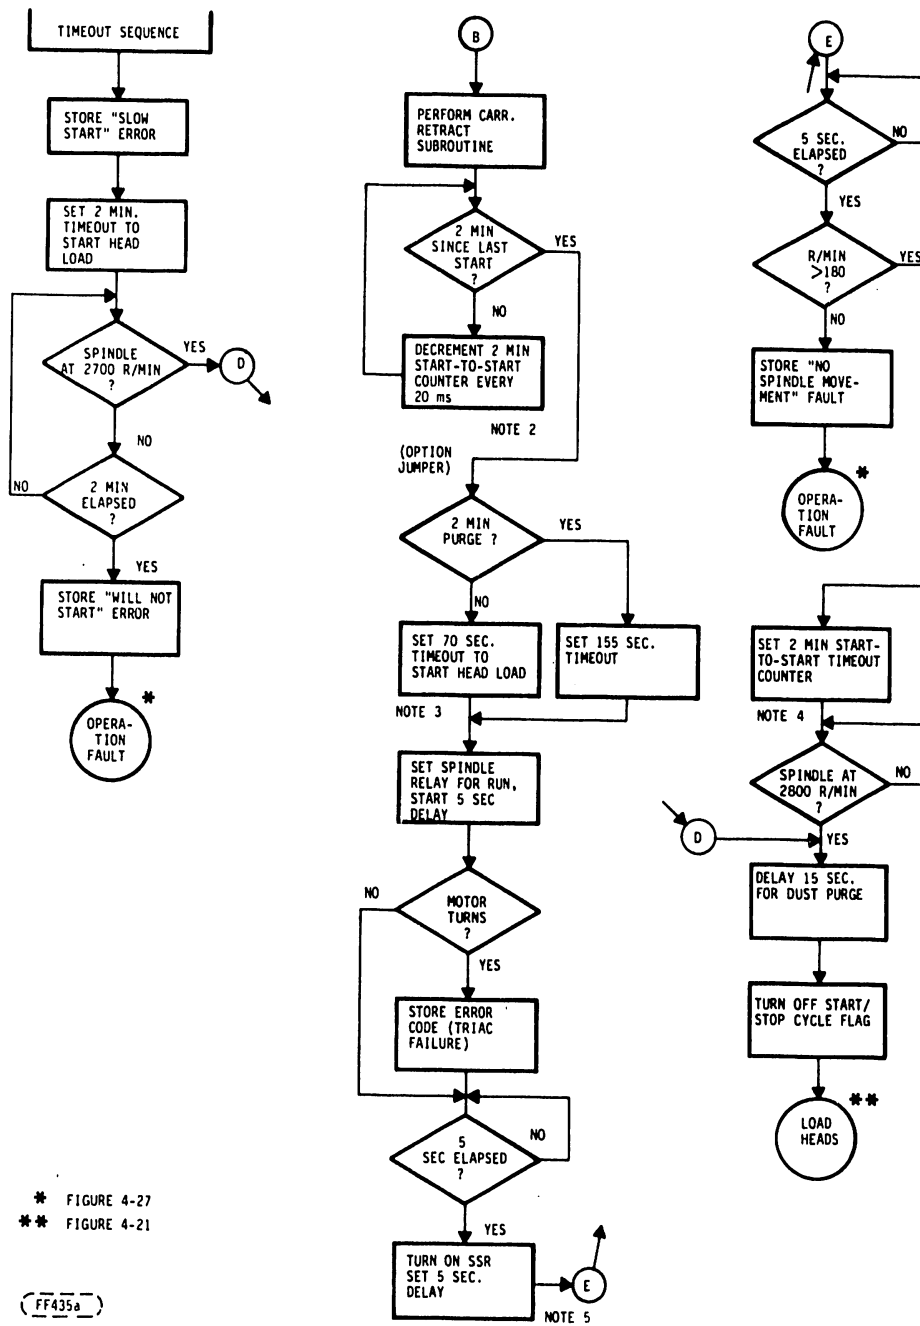 TIMEOUT SEQUENCE
STORE "SLOW
START" ERROR
SET 2 MIN.
TIMEOUT TO
START HEAD
LOAD
SPINDLE
AT 2700 R/MIN
?
YES
D
NO
2 MIN
ELAPSED
?
NO
YES
STORE "WILL NOT
START" ERROR
*
OPERA-
TION
FAULT
* FIGURE 4-27
** FIGURE 4-21
FF435a
B
PERFORM CARR.
RETRACT
SUBROUTINE
2 MIN
SINCE LAST
START
?
YES
NO
DECREMENT 2 MIN
START-TO-START
COUNTER EVERY
20 ms
NOTE 2
(OPTION
JUMPER)
2 MIN
PURGE ?
YES
NO
SET 70 SEC.
TIMEOUT TO
START HEAD LOAD
SET 155 SEC.
TIMEOUT
NOTE 3
SET SPINDLE
RELAY FOR RUN,
START 5 SEC
DELAY
NO
MOTOR
TURNS
?
YES
STORE ERROR
CODE (TRIAC
FAILURE)
5
SEC ELAPSED
?
NO
YES
TURN ON SSR
SET 5 SEC.
DELAY
E
NOTE 5
E
5 SEC.
ELAPSED
?
NO
YES
R/MIN
>180
?
YES
NO
STORE "NO
SPINDLE MOVE-
MENT" FAULT
*
OPERA-
TION
FAULT
SET 2 MIN START-
TO-START TIMEOUT
COUNTER
NOTE 4
SPINDLE AT
2800 R/MIN
?
NO
D
YES
DELAY 15 SEC.
FOR DUST PURGE
TURN OFF START/
STOP CYCLE FLAG
**
LOAD
HEADS